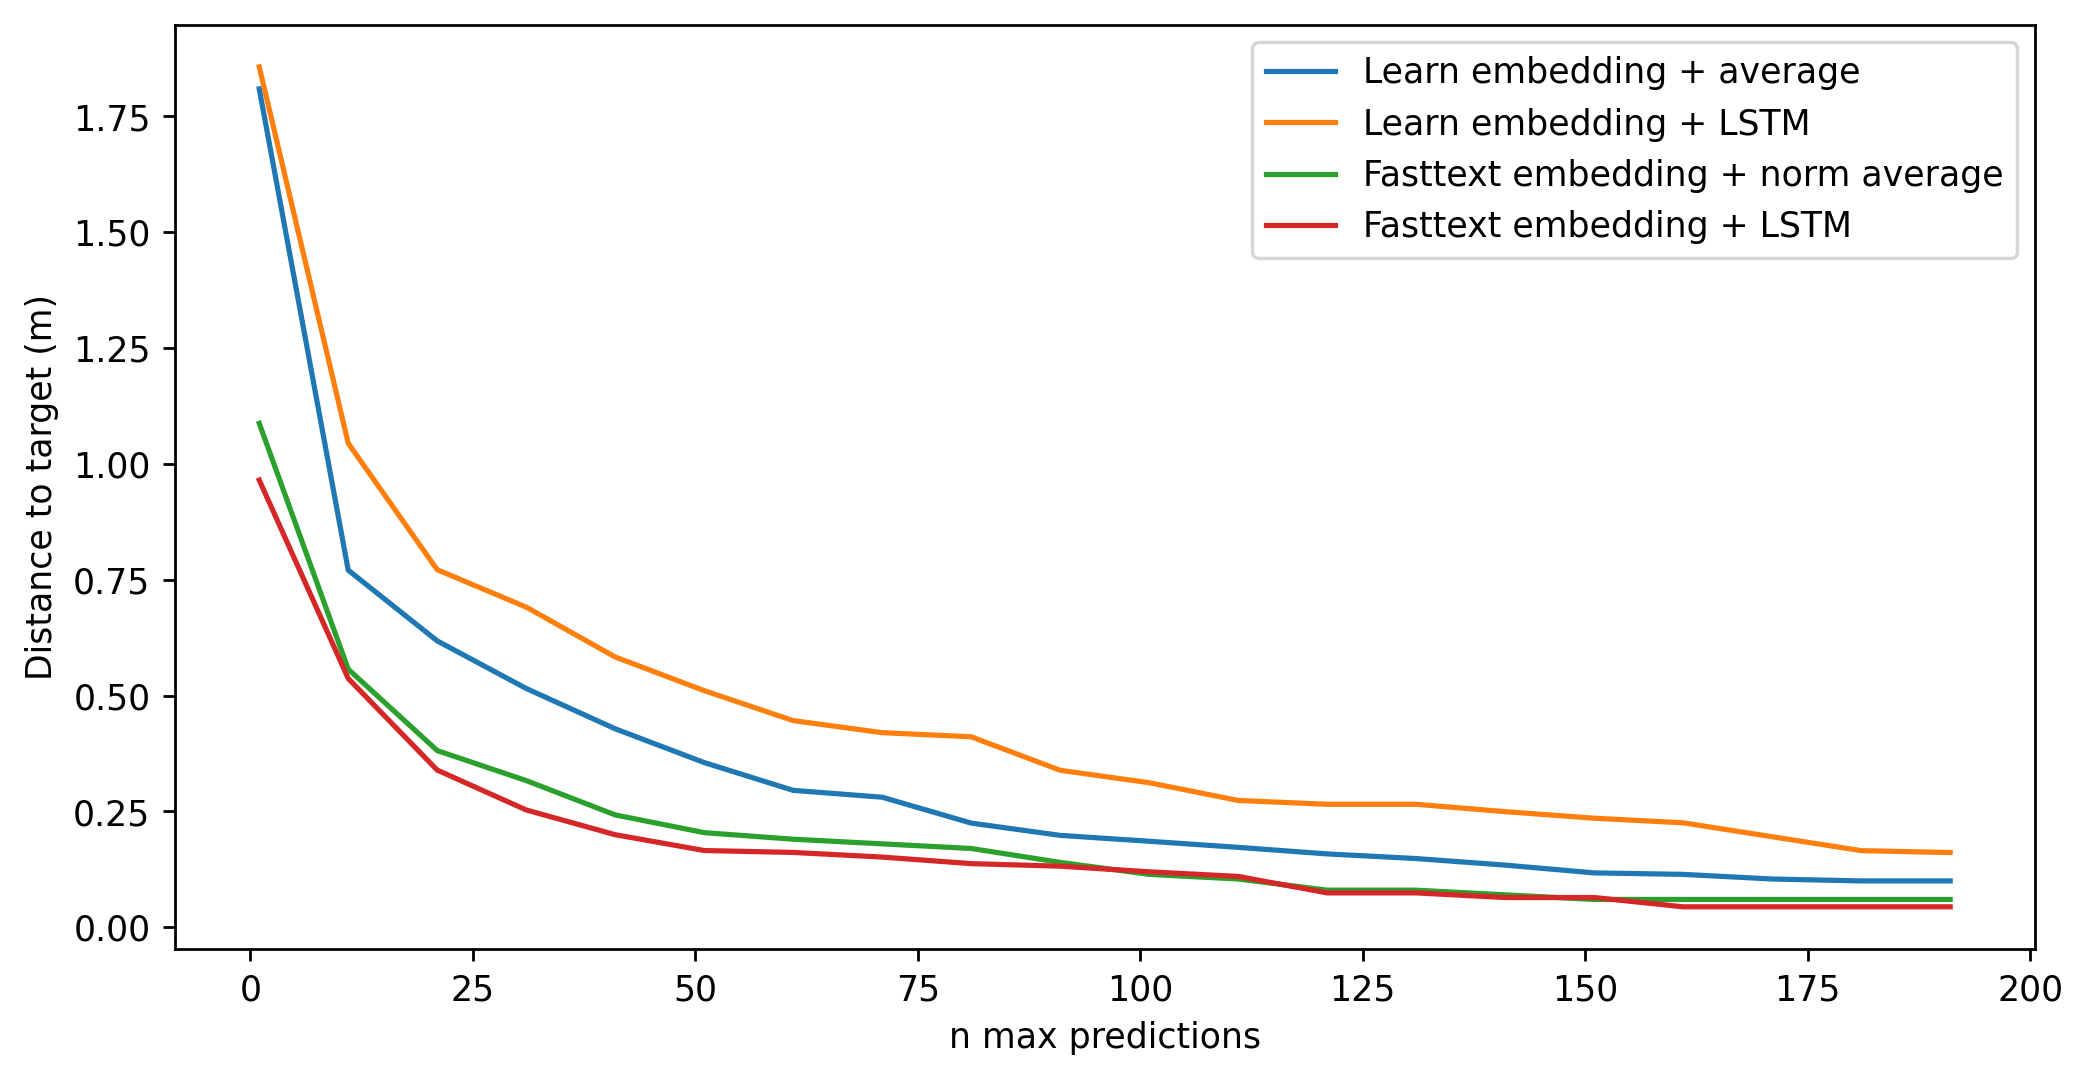 Learn embedding + average
Learn embedding + LSTM
Fasttext embedding + norm average
Fasttext embedding + LSTM
Distance to target (m)
1.75
1.50
1.25
1.00
0.75
0.50
0.25
0.00
0 25 50 75 100 125 150 175 200
n max predictions